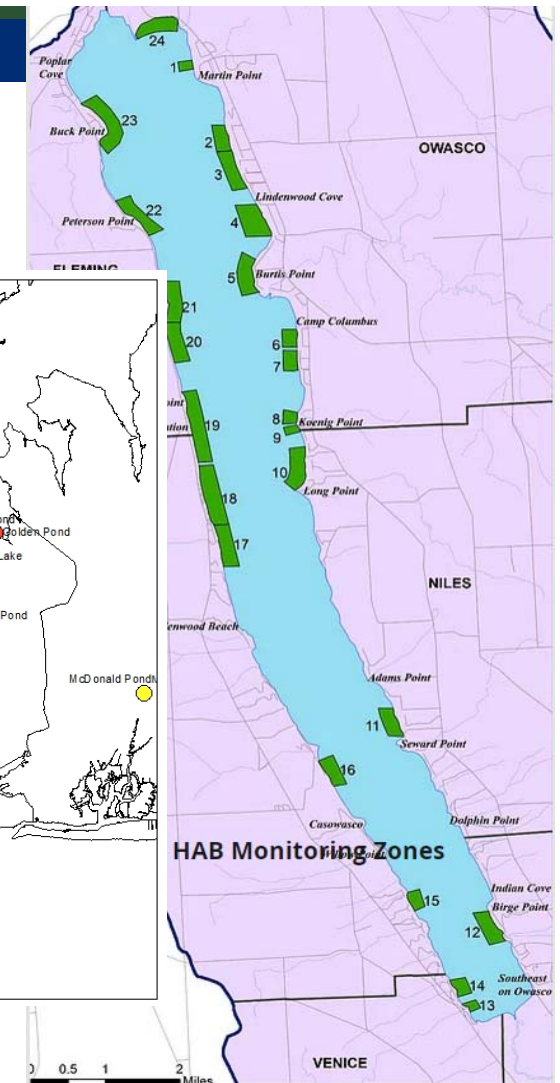 24
Poplar
Cove
1
Martin Point
23
Buck Point
2
OWASCO
3
Lindenwood Cove
22
Peterson Point
4
Burtis Point
5
21
Camp Columbus
20
6
7
19
8
Koenig Point
9
10
18
Long Point
Golden Pond
Lake
17
NILES
Pond
Beach
McDonald Pond
Adams Point
11
Seward Point
16
Casowasco
Dolphin Point
HAB Monitoring Zones
Indian Cove
15
Birge Point
12
14
Southeast
on Owasco
13
0.5
1
2
Miles
VENICE